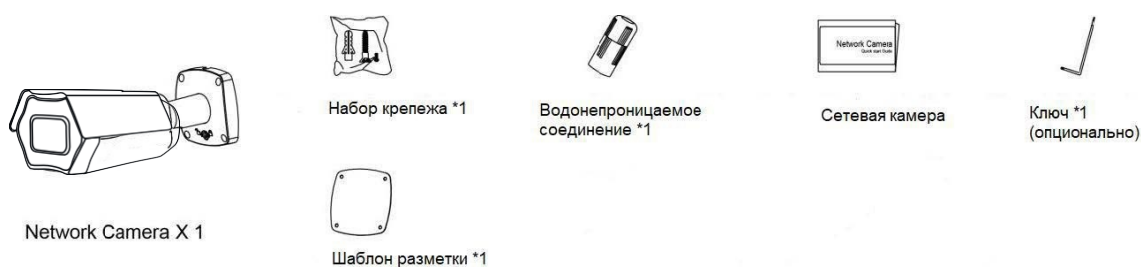 Network Camera
Quick start Guide
Набор крепежа *1
Водонепроницаемое
соединение *1
Сетевая камера
Ключ *1
(опционально)
Network Camera X 1
Шаблон разметки *1